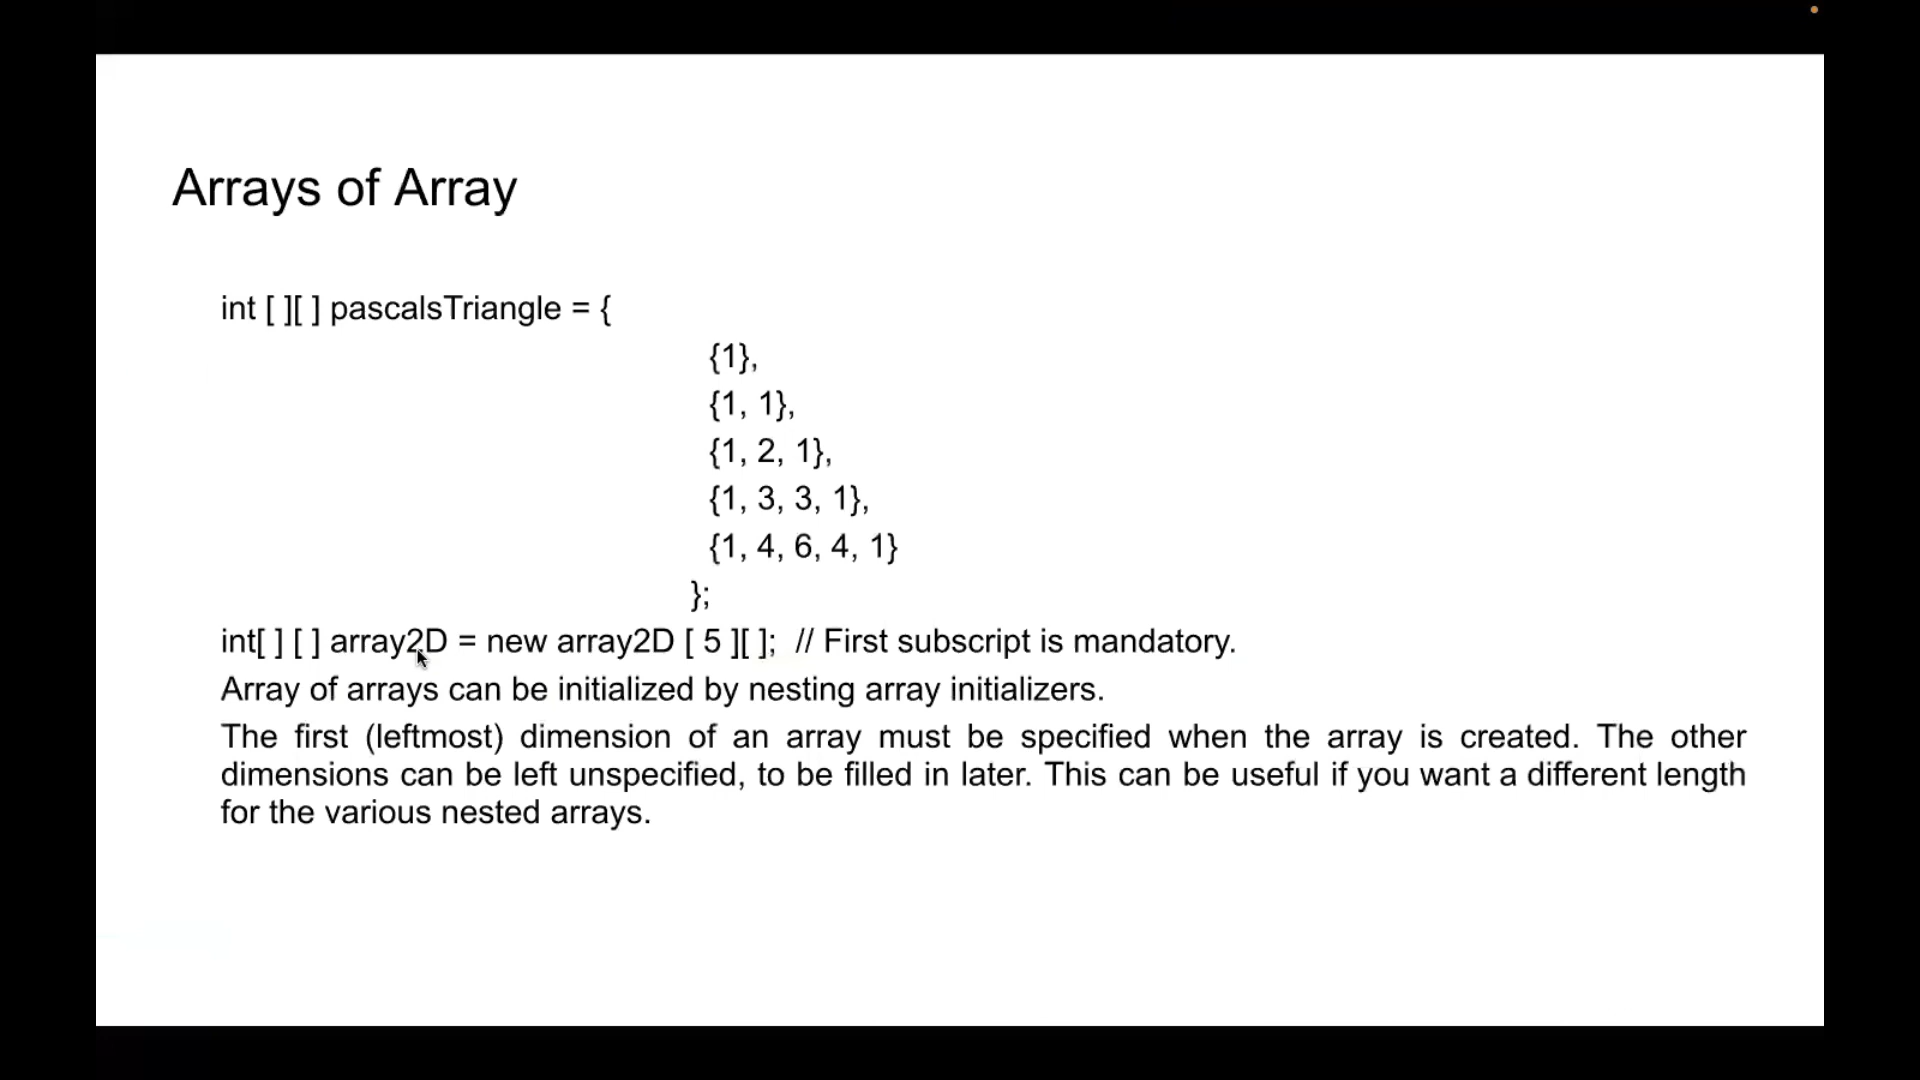 Arrays of Array
int [ ][ ] pascalsTriangle = {
{1},
{1, 1},
{1, 2, 1},
{1, 3, 3, 1},
{1, 4, 6, 4, 1}
};
int[ ] [ ] array2D = new array2D [ 5 ][ ]; // First subscript is mandatory.
Array of arrays can be initialized by nesting array initializers.
The first (leftmost) dimension of an array must be specified when the array is created. The other
dimensions can be left unspecified, to be filled in later. This can be useful if you want a different length
for the various nested arrays.